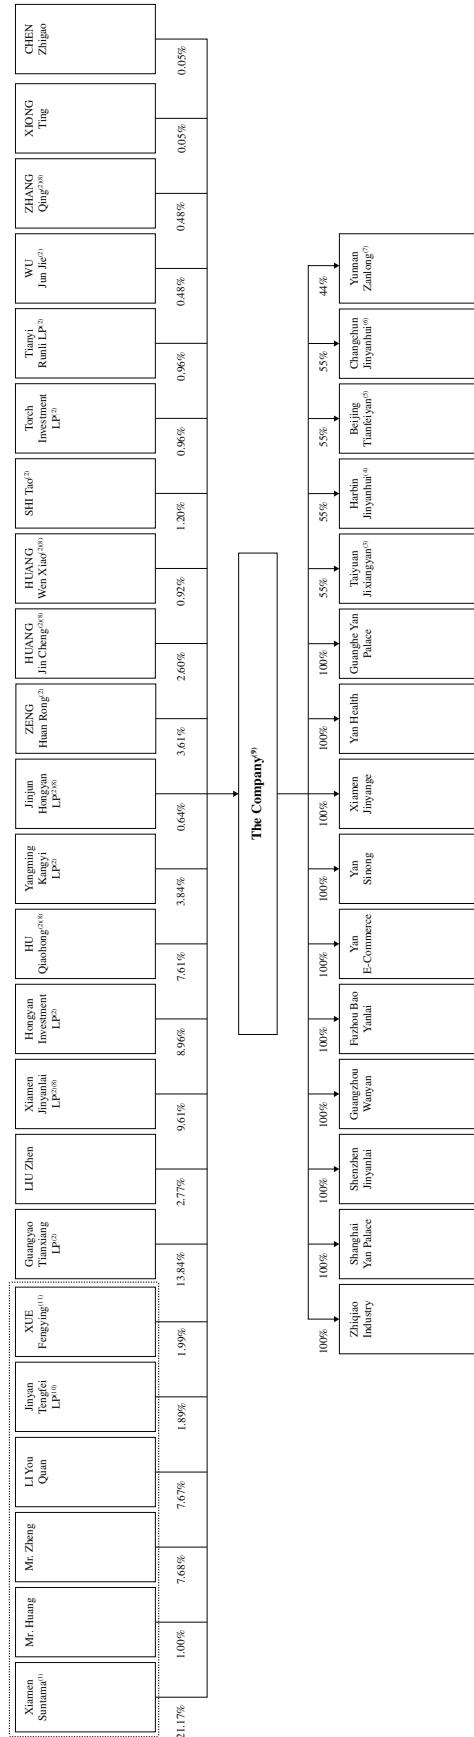 Xiamen
Suntama(1)
Mr. Huang
Mr. Zheng
LI You
Quan
Jinyan
Tengfei
LP(10)
XUE
Fengying(11)
Guangyao
Tianxiang
LP(2)
LIU Zhen
Xiamen
Jinyanlai
LP(2)(8)
Hongyan
Investment
LP(2)
HU
Qiaohong(2)(8)
Yangming
Kangyi
LP(2)
Jinjun
Hongyan
LP(2)(8)
ZENG
Huan Rong(2)
HUANG
Jin Cheng(2)(8)
HUANG
Wen Xiao(2)(8)
SHI Tao(2)
Torch
Investment
LP(2)
Tianyi
Runli LP(2)
WU
Jun Jie(2)
ZHANG
Qing(2)(8)
XIONG
Ting
CHEN
Zhigao
21.17%
1.00%
7.68%
7.67%
1.89%
1.99%
13.84%
2.77%
9.61%
8.96%
7.61%
3.84%
0.64%
3.61%
2.60%
0.92%
1.20%
0.96%
0.96%
0.48%
0.48%
0.05%
0.05%
The Company(9)
100%
100%
100%
100%
100%
100%
100%
100%
100%
100%
55%
55%
55%
55%
44%
Zhiqiao
Industry
Shanghai
Yan Palace
Shenzhen
Jinyanlai
Guangzhou
Wanyan
Fuzhou Bao
Yanlai
Yan
E-Commerce
Yan
Sinong
Xiamen
Jinyange
Yan Health
Guanghe Yan
Palace
Taiyuan
Jixiangyan(3)
Harbin
Jinyanhui(4)
Beijing
Tianfeiyan(5)
Changchun
Jinyanhui(6)
Yunnan
Zanlong(7)